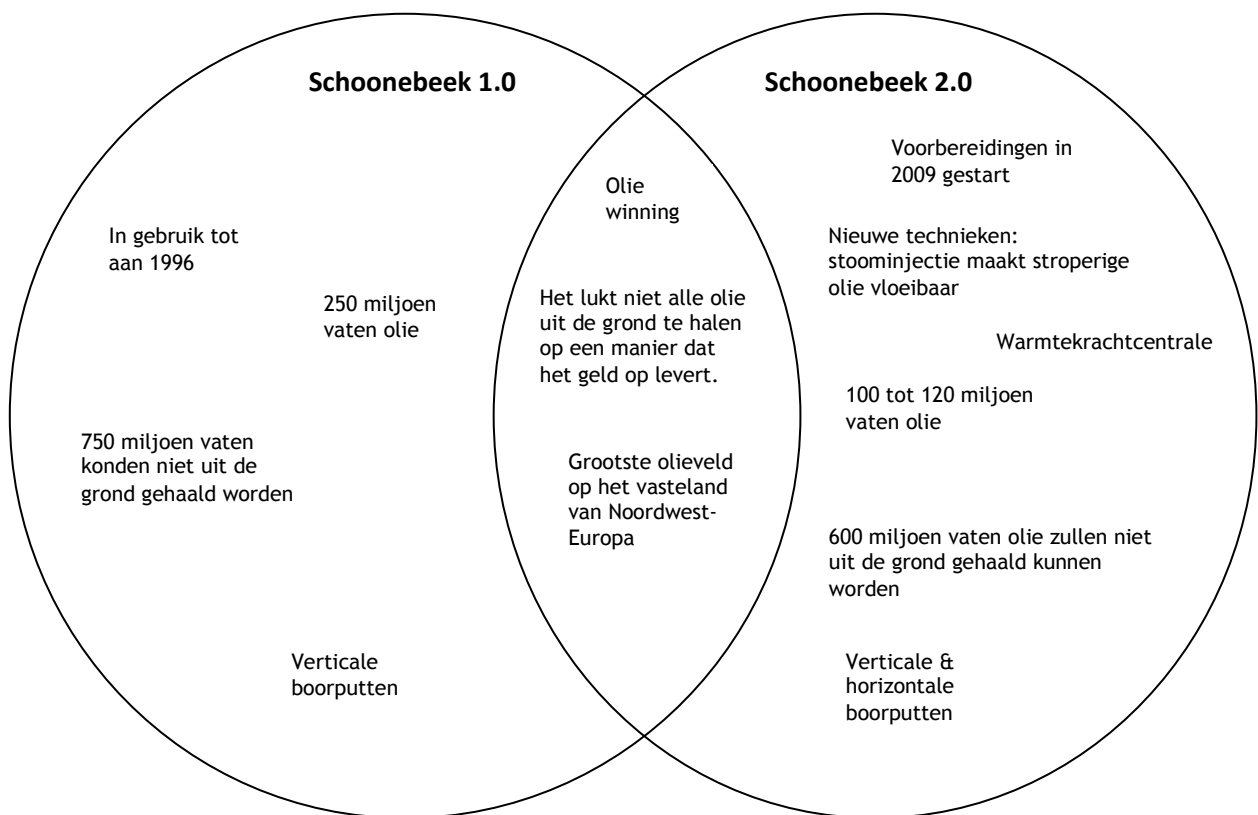 Schoonebeek 1.0
In gebruik tot
aan 1996
250 miljoen
vaten olie
750 miljoen vaten
konden niet uit de
grond gehaald worden
Verticale
boorputten
Olie
winning
Het lukt niet alle olie
uit de grond te halen
op een manier dat
het geld op levert.
Grootste olieveld
op het vasteland
van Noordwest-
Europa
Schoonebeek 2.0
Voorbereidingen in
2009 gestart
Nieuwe technieken:
stoominjectie maakt stroperige
olie vloeibaar
Warmtekrachtcentrale
100 tot 120 miljoen
vaten olie
600 miljoen vaten olie zullen niet
uit de grond gehaald kunnen
worden
Verticale &
horizontale
boorputten